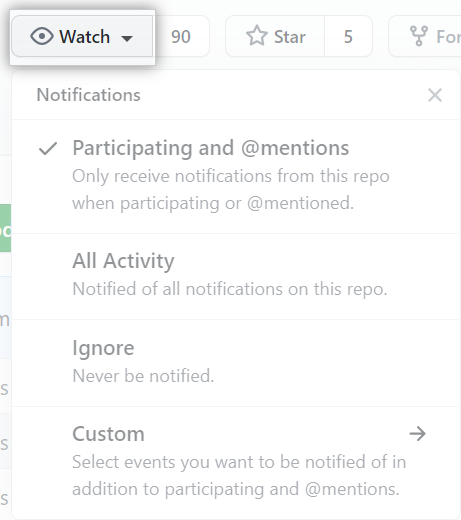 Watch 90 Star 5 For
Notifications
Participating and @mentions
Only receive notifications from this repo
when participating or @mentioned.
All Activity
Notified of all notifications on this repo.
Ignore
Never be notified.
Custom
Select events you want to be notified of in
addition to participating and @mentions.